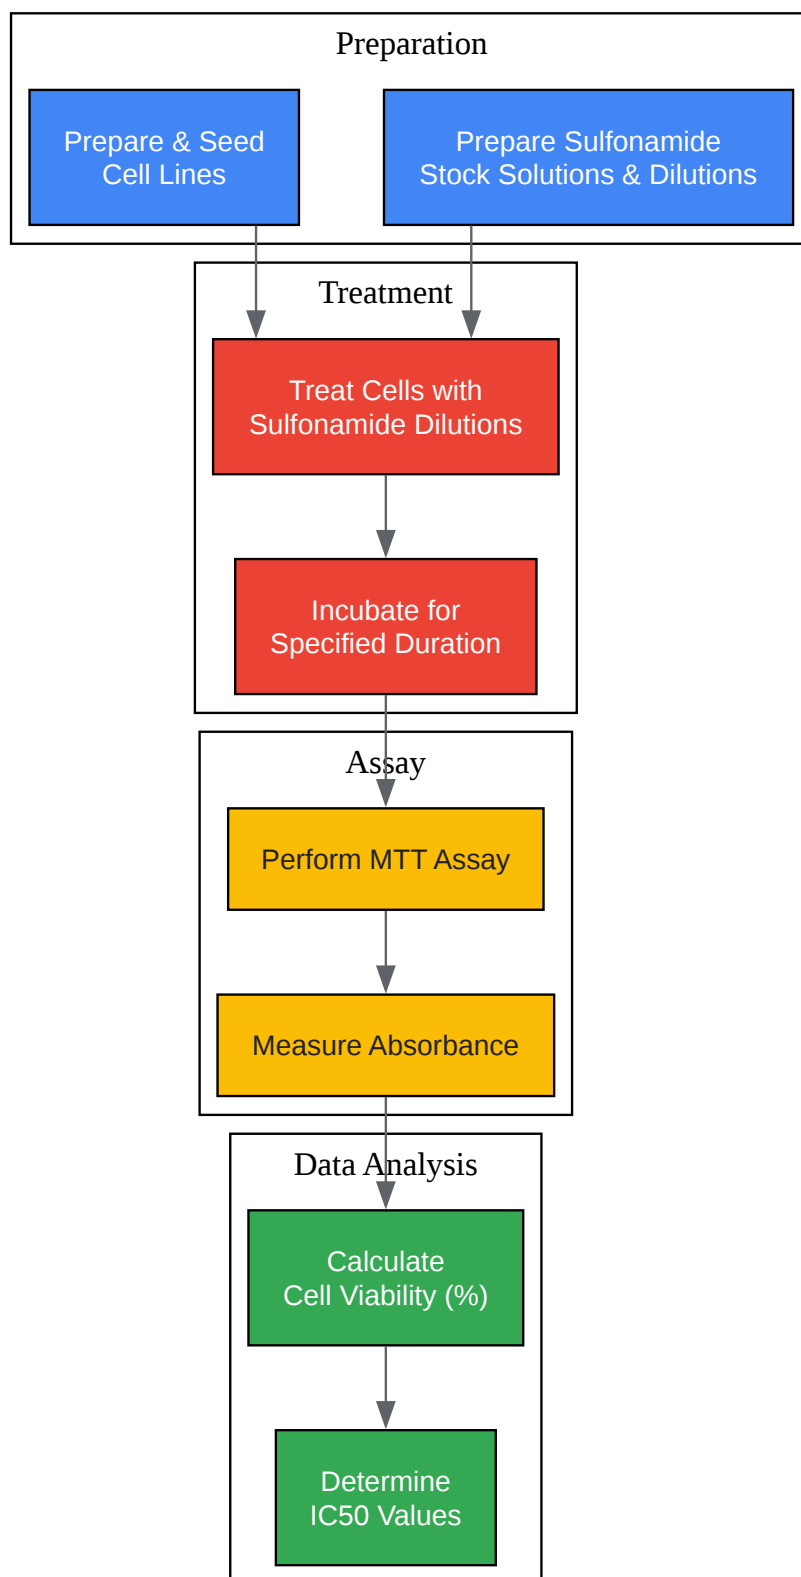 Preparation
Prepare & Seed
Cell Lines
Prepare Sulfonamide
Stock Solutions & Dilutions
Treatment
Treat Cells with
Sulfonamide Dilutions
Incubate for
Specified Duration
Assay
Perform MTT Assay
Measure Absorbance
Data Analysis
Calculate
Cell Viability (%)
Determine
IC50 Values